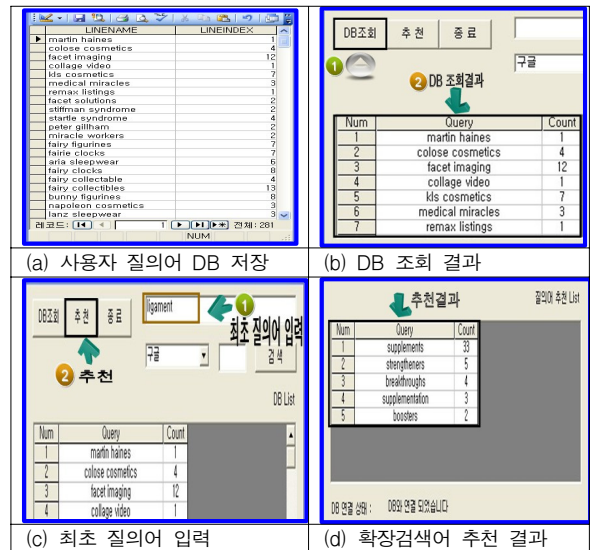 LINENAME LINEINDEX
martin haines 1
colose cosmetics 4
facet imaging 12
collage video 1
kls cosmetics 7
medical miracles 3
remax listings 1
facet solutions 2
stiffman syndrome 2
startle syndrome 4
peter gillham 2
miracle workers 2
fairy figurines 7
fairie clocks 7
aria sleepwear 6
fairy clocks 8
fairy collectable 4
fairy collectibles 13
bunny figurines 8
napoleon cosmetics 3
lanz sleepwear 3
레코드: 1 전체: 281
NUM
(a) 사용자 질의어 DB 저장
DB조회 추 천 종 료
1
구글
2 DB 조회결과
Num Query Count
1 martin haines 1
2 colose cosmetics 4
3 facet imaging 12
4 collage video 1
5 kls cosmetics 7
6 medical miracles 3
7 remax listings 1
(b) DB 조회 결과
DB조회 추 천 종 료
ligament
1
최초 질의어 입력
구글 검 색
2 추천
DB List
Num Query Count
1 martin haines 1
2 colose cosmetics 4
3 facet imaging 12
4 collage video 1
(c) 최초 질의어 입력
추천결과
질의어 추천 List
Num Query Count
1 supplements 33
2 strengtheners 5
3 breakthroughs 4
4 supplementation 3
5 boosters 2
DB 연결 상태 : DB와 연결 되었습니다
(d) 확장검색어 추천 결과